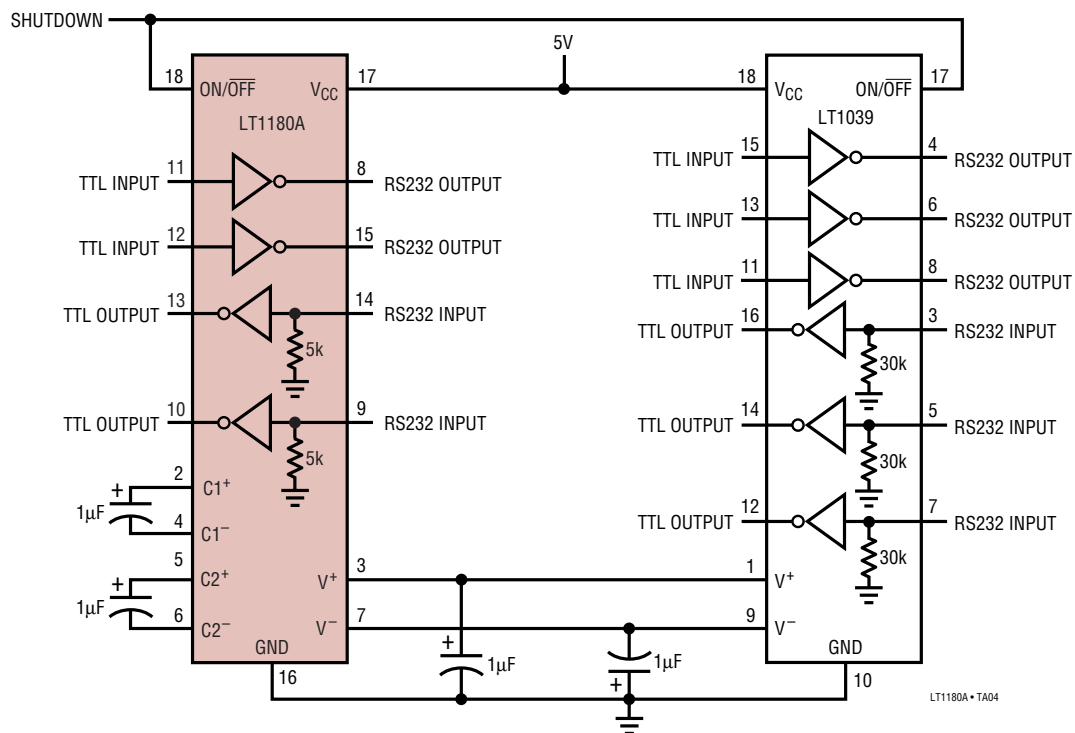 SHUTDOWN
5V
18 ON/OFF VCC 17
LT1180A
TTL INPUT 11 8 RS232 OUTPUT
TTL INPUT 12 15 RS232 OUTPUT
TTL OUTPUT 13 14 RS232 INPUT
5k
TTL OUTPUT 10 9 RS232 INPUT
5k
2 C1+
+ 1µF
4 C1−
5 C2+
+ 1µF
6 C2−
V+ 3
V− 7
GND
16
+ 1µF
1µF +
18 VCC ON/OFF 17
LT1039
TTL INPUT 15 4 RS232 OUTPUT
TTL INPUT 13 6 RS232 OUTPUT
TTL INPUT 11 8 RS232 OUTPUT
TTL OUTPUT 16 3 RS232 INPUT
30k
TTL OUTPUT 14 5 RS232 INPUT
30k
TTL OUTPUT 12 7 RS232 INPUT
30k
1 V+
9 V−
GND
10
LT1180A • TA04